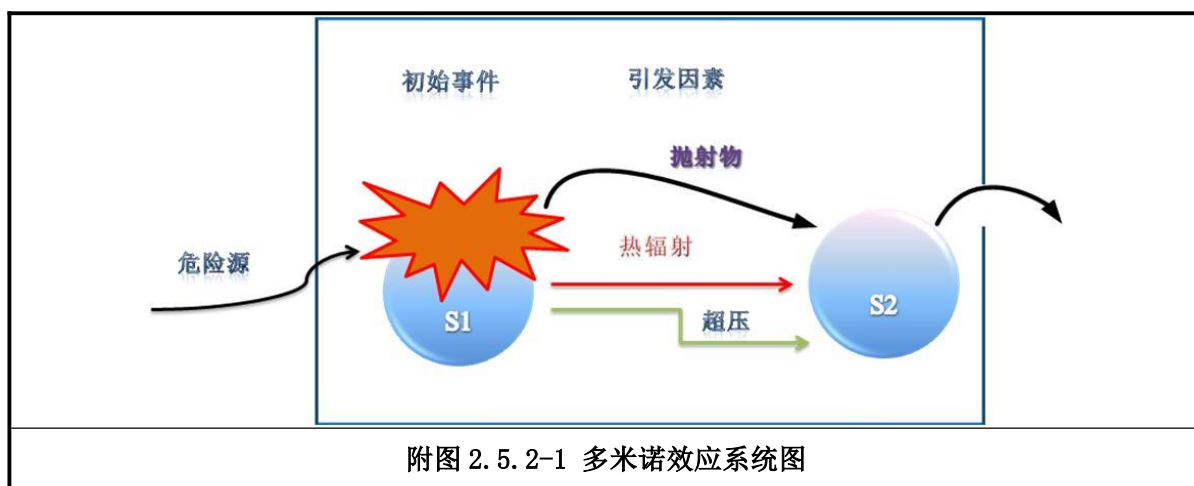 初始事件
引发因素
抛射物
危险源
热辐射
S1
超压
S2
附图 2.5.2-1 多米诺效应系统图